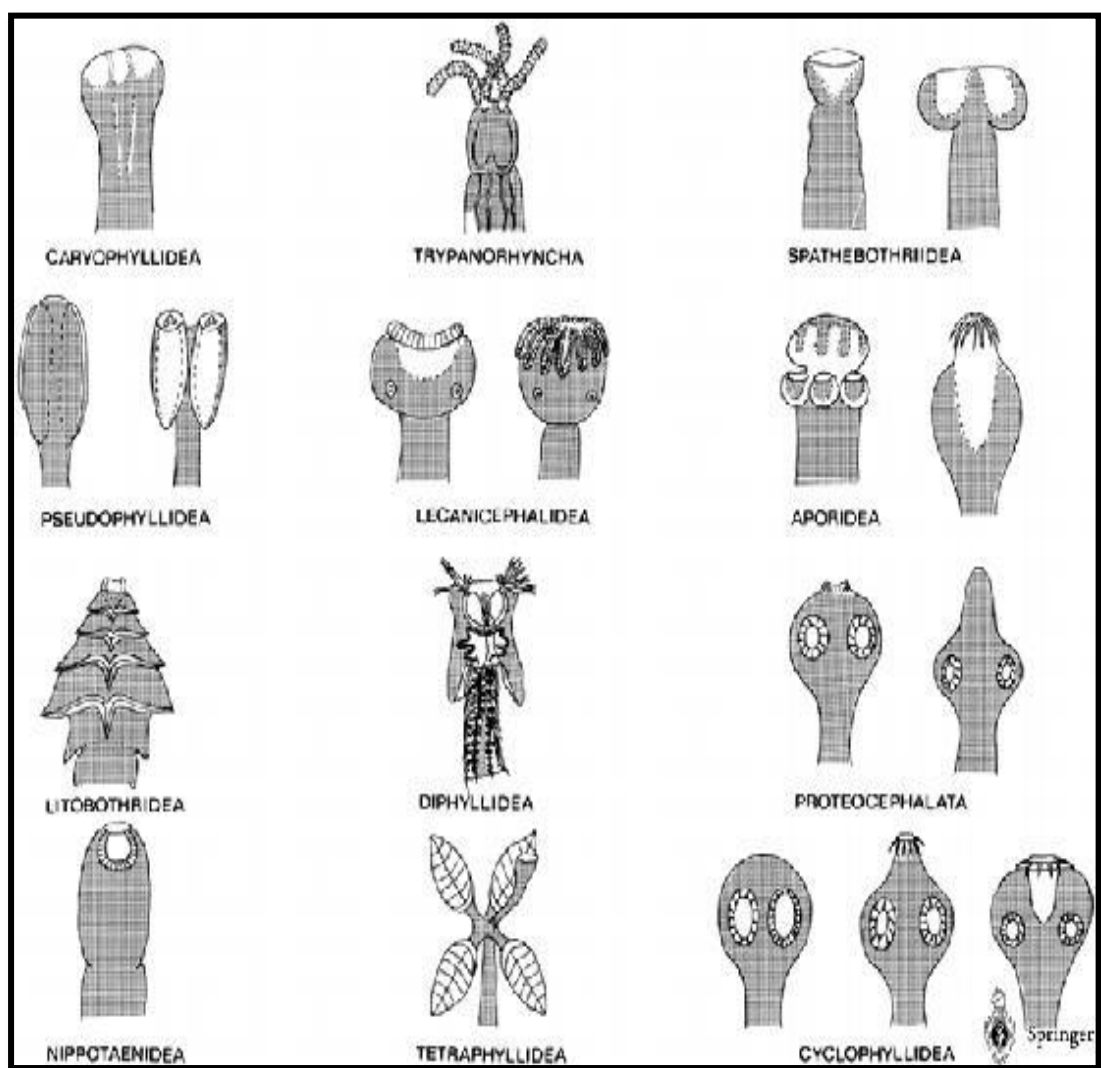 CARYOPHYLLIDEA
TRYPANORHYNCHA
SPATHEBOTHRIIDEA
PSEUDOPHYLLIDEA
LECANICEPHALIDEA
APORIDEA
LITOBOTHRIDEA
DIPHYLLIDEA
PROTEOCEPHALATA
NIPPOTAENIDEA
TETRAPHYLLIDEA
CYCLOPHYLLIDEA
Springer